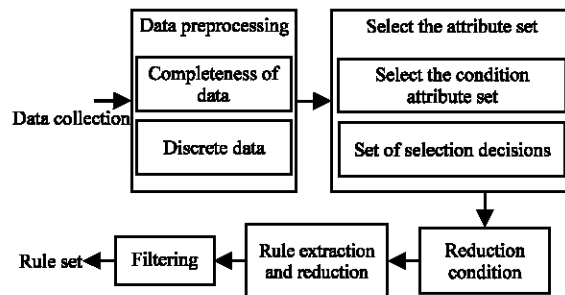 Data preprocessing
Completeness of
data
Discrete data
Data collection
Select the attribute set
Select the condition
attribute set
Set of selection decisions
Reduction
condition
Rule extraction
and reduction
Filtering
Rule set